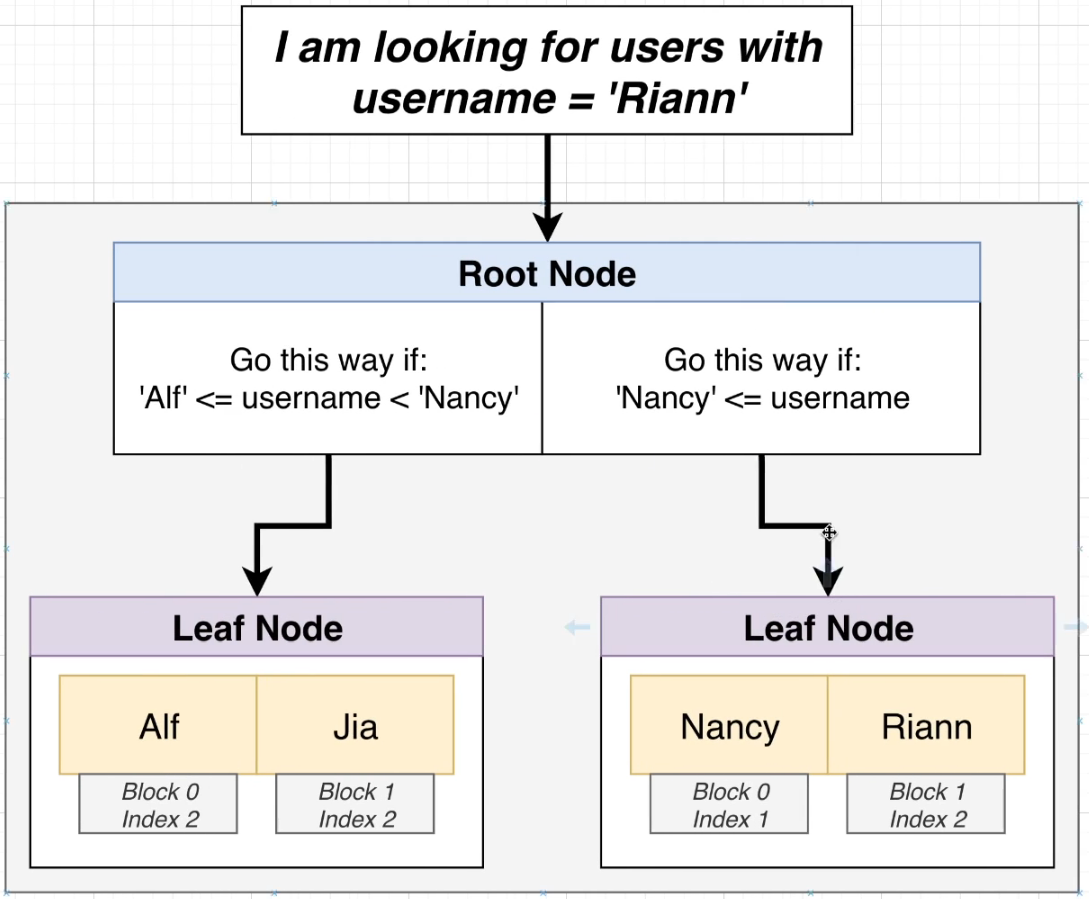 I am looking for users with
username = 'Riann'
Root Node
Go this way if:
'Alf' <= username < 'Nancy'
Go this way if:
'Nancy' <= username
Leaf Node
Alf
Jia
Block 0
Index 2
Block 1
Index 2
Leaf Node
Nancy
Riann
Block 0
Index 1
Block 1
Index 2